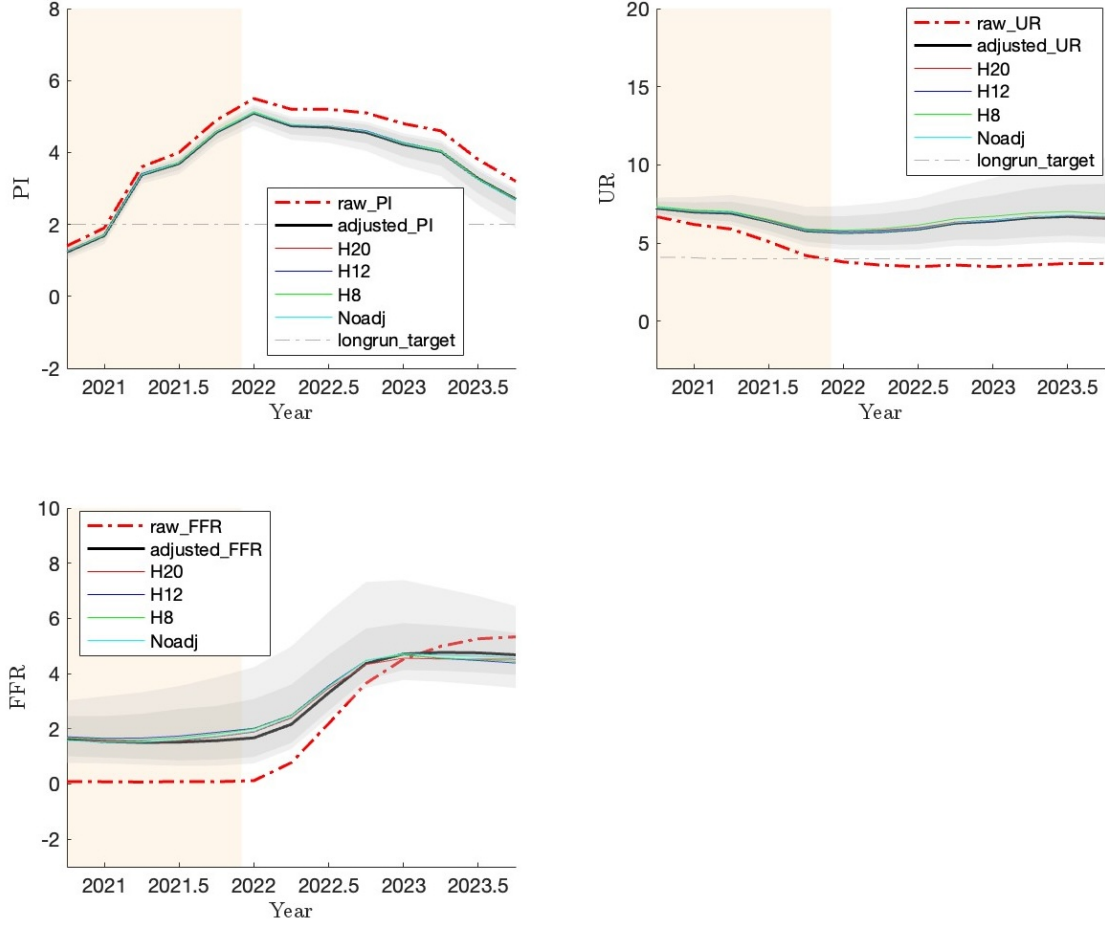 8
6
4
2
0
-2
PI
raw_PI
adjusted_PI
H20
H12
H8
Noadj
longrun_target
2021
2021.5
2022
2022.5
2023
2023.5
Year
20
15
10
5
0
UR
raw_UR
adjusted_UR
H20
H12
H8
Noadj
longrun_target
2021
2021.5
2022
2022.5
2023
2023.5
Year
10
8
6
4
2
0
-2
FFR
raw_FFR
adjusted_FFR
H20
H12
H8
Noadj
2021
2021.5
2022
2022.5
2023
2023.5
Year